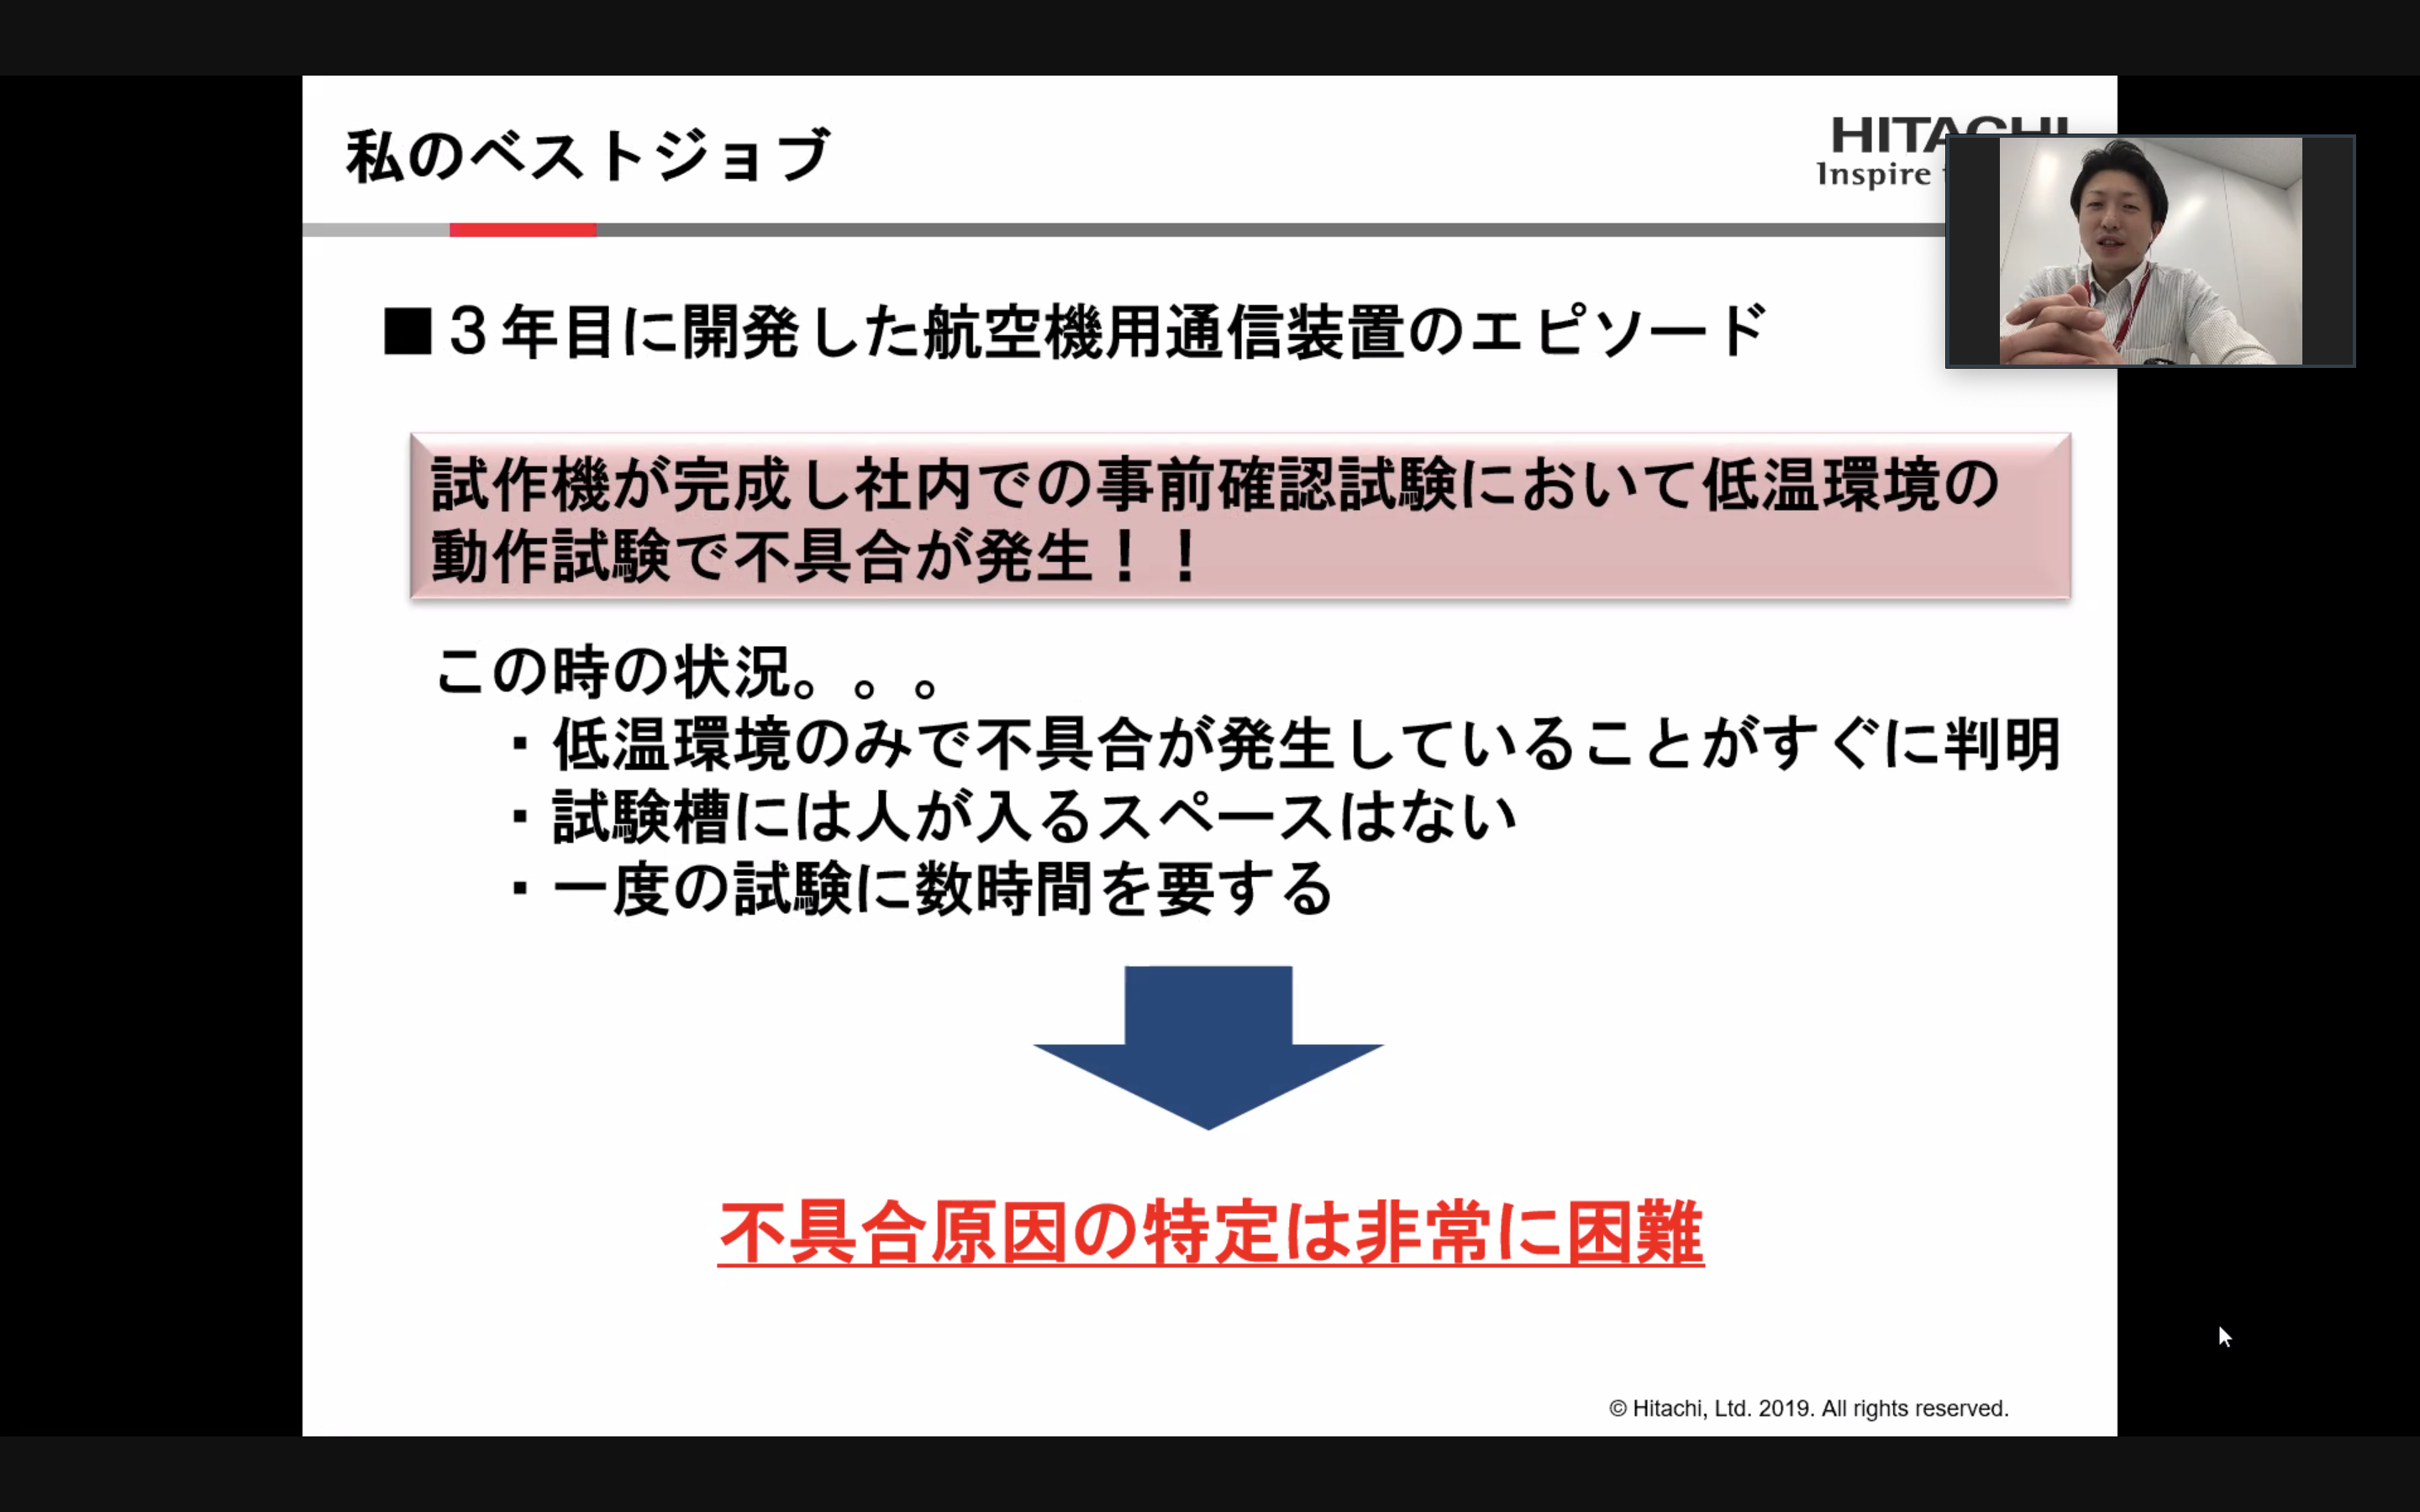 私のベストジョブ
HITACHI
Inspire
■３年目に開発した航空機用通信装置のエピソード
試作機が完成し社内での事前確認試験において低温環境の
動作試験で不具合が発生！！
この時の状況。。。
・低温環境のみで不具合が発生していることがすぐに判明
・試験槽には人が入るスペースはない
・一度の試験に数時間を要する
不具合原因の特定は非常に困難
© Hitachi, Ltd. 2019. All rights reserved.